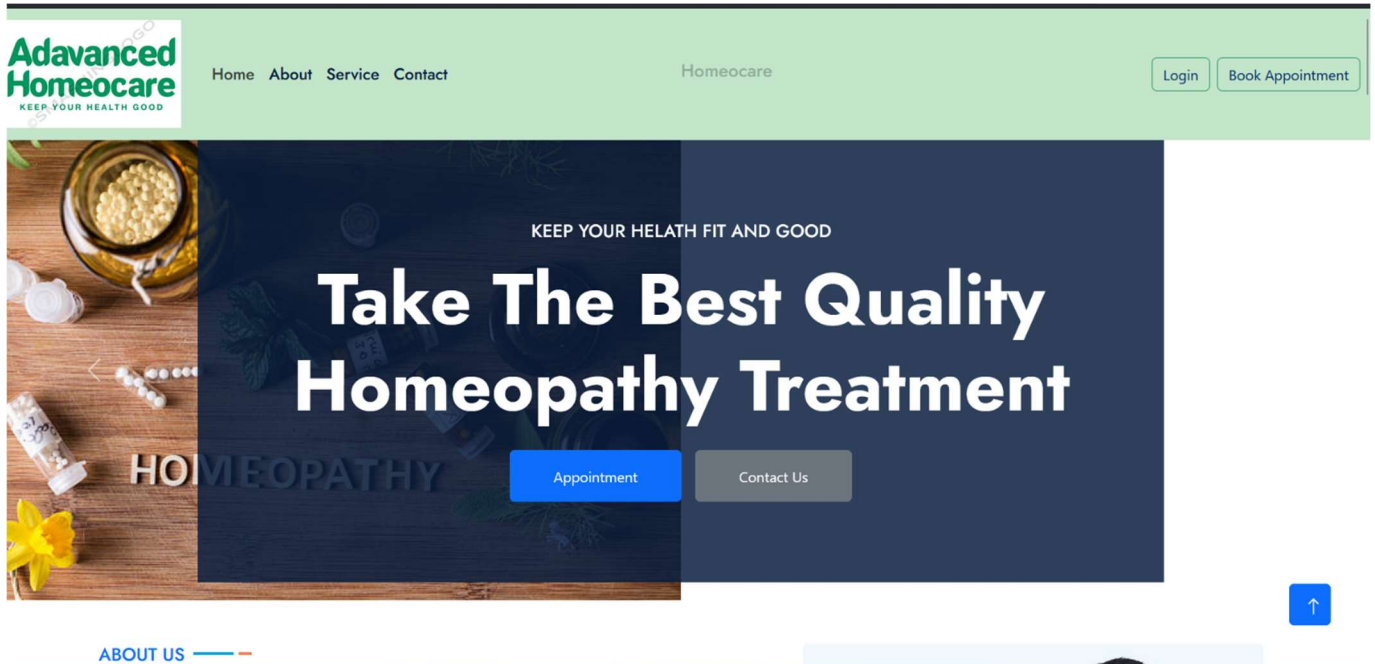 Adavanced
Homeocare
KEEP YOUR HEALTH GOOD
Home About Service Contact
Homeocare
Login Book Appointment
KEEP YOUR HELATH FIT AND GOOD
Take The Best Quality
Homeopathy Treatment
HOMEOPATHY
Appointment Contact Us
ABOUT US